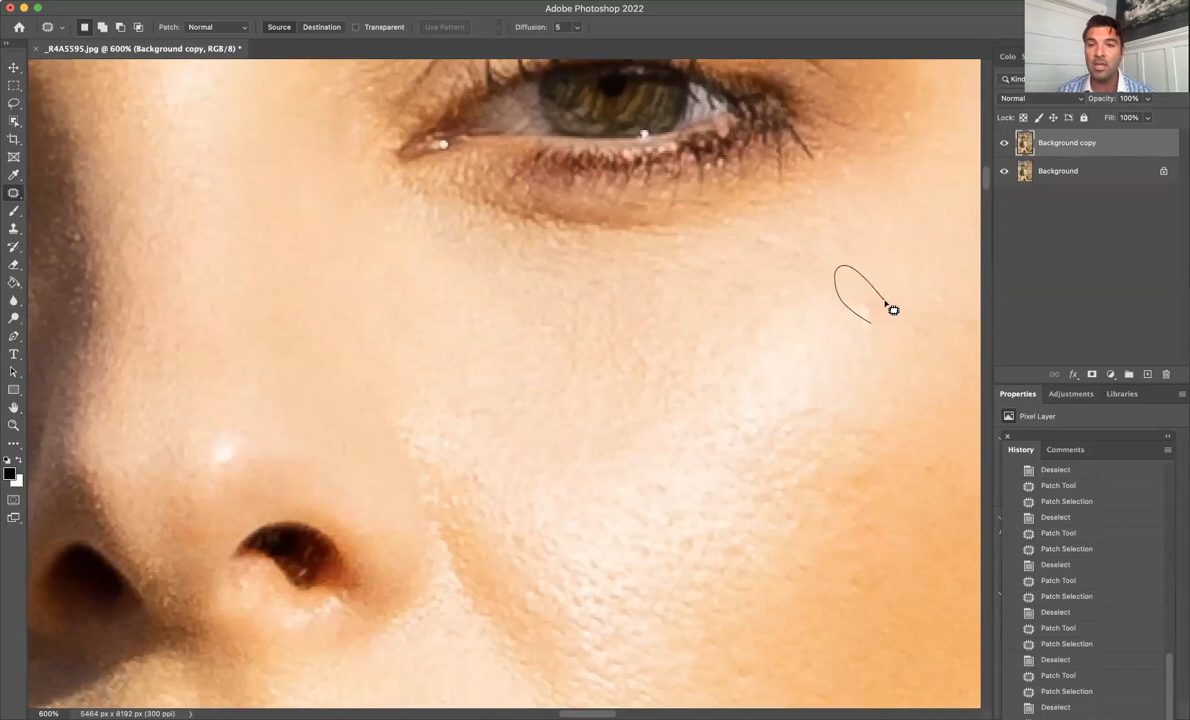 Adobe Photoshop 2022
Patch: Normal
Source Destination Transparent Use Pattern Diffusion: 5
_R4A5595.jpg @ 600% (Background copy, RGB/8) *
Colo
Kind
Normal Opacity: 100%
Lock: Fill: 100%
Background copy
Background
fx
Properties Adjustments Libraries
Pixel Layer
History Comments
Deselect
Patch Tool
Patch Selection
Deselect
Patch Tool
Patch Selection
Deselect
Patch Tool
Patch Selection
Deselect
Patch Tool
Patch Selection
Deselect
Patch Tool
Patch Selection
Deselect
600% 5464 px x 8192 px (300 ppi)